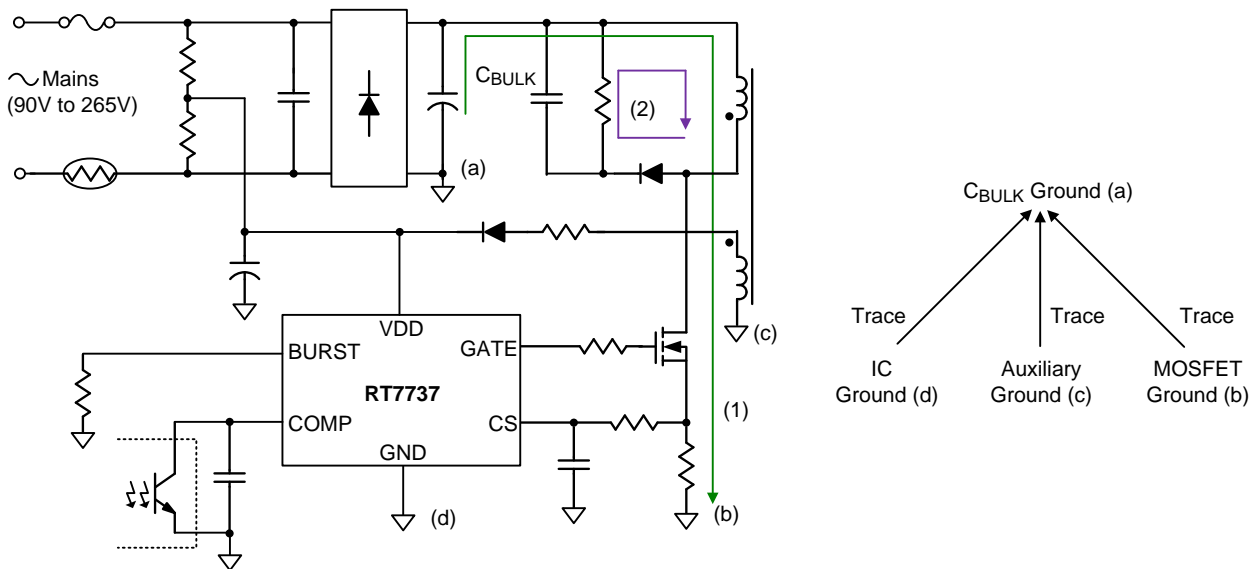 Mains
(90V to 265V)
CBULK
(2)
(a)
(c)
VDD
BURST
GATE
RT7737
COMP
CS
GND
(1)
(d)
(b)
CBULK Ground (a)
Trace
Trace
Trace
IC
Ground (d)
Auxiliary
Ground (c)
MOSFET
Ground (b)